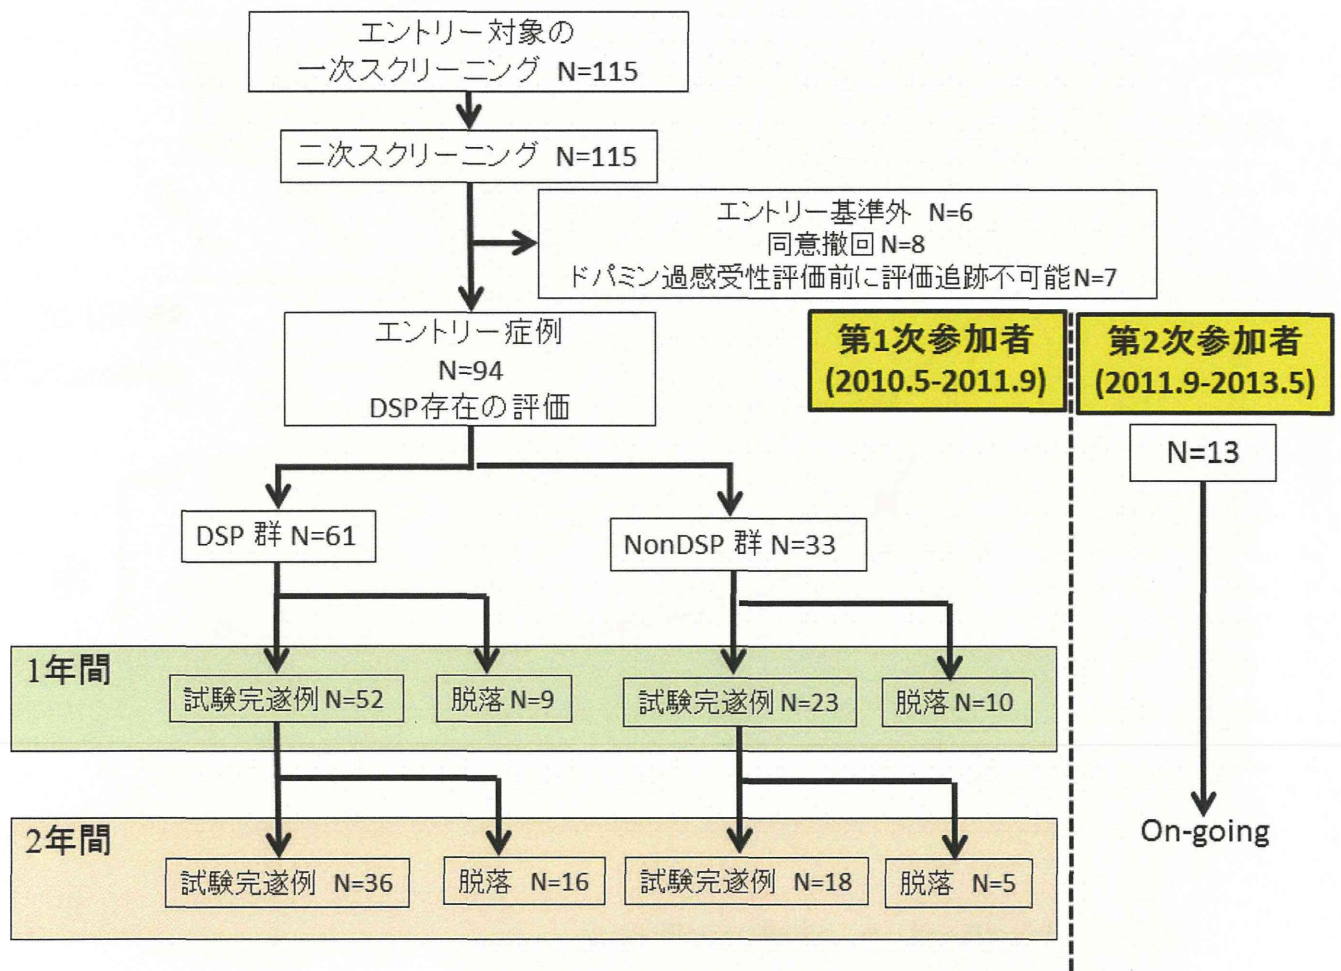 エントリー対象の
一次スクリーニング N=115
二次スクリーニング N=115
エントリー基準外 N=6
同意撤回 N=8
ドパミン過感受性評価前に評価追跡不可能 N=7
エントリー症例
N=94
DSP存在の評価
第1次参加者
(2010.5-2011.9)
第2次参加者
(2011.9-2013.5)
N=13
DSP 群 N=61
NonDSP 群 N=33
1年間
試験完遂例 N=52
脱落 N=9
試験完遂例 N=23
脱落 N=10
On-going
2年間
試験完遂例 N=36
脱落 N=16
試験完遂例 N=18
脱落 N=5